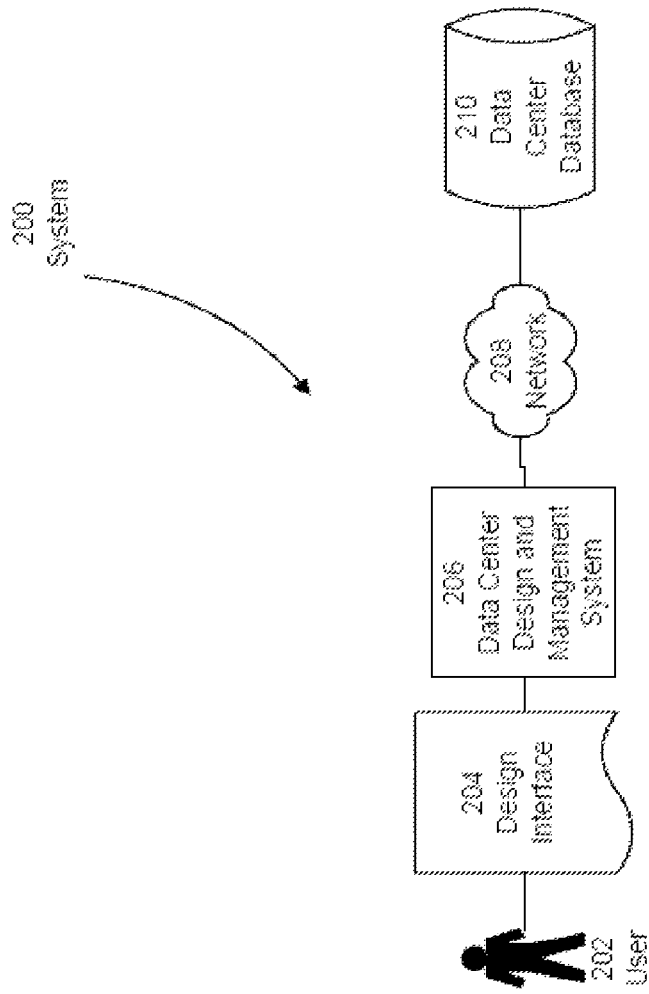 200
System
202
User
204
Design
Interface
206
Data Center
Design and
Management
System
208
Network
210
Data
Center
Database